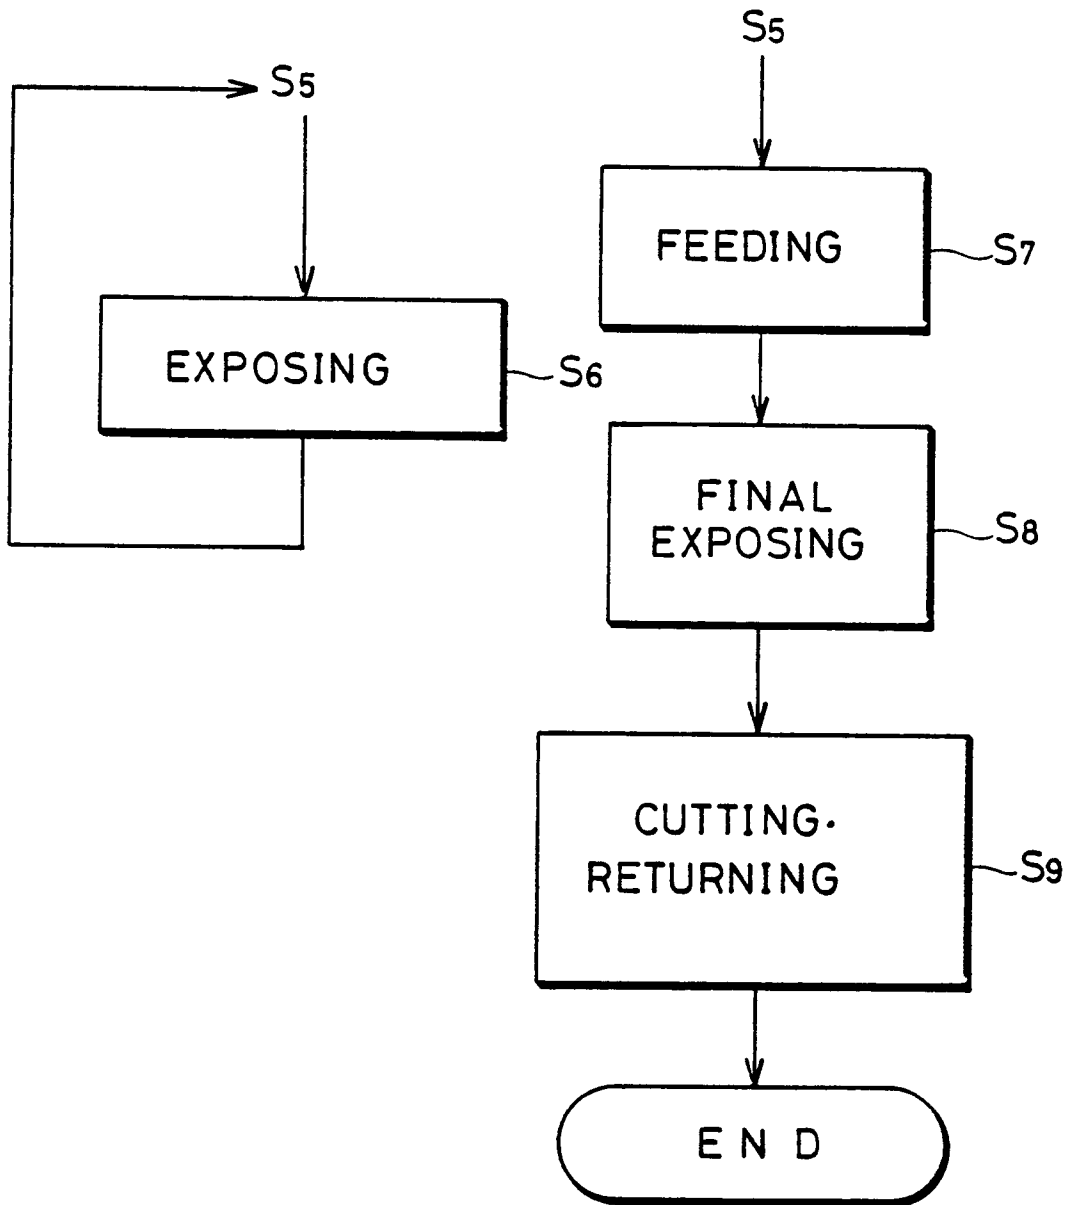 S5
EXPOSING
S6
S5
FEEDING
S7
FINAL
EXPOSING
S8
CUTTING·
RETURNING
S9
END